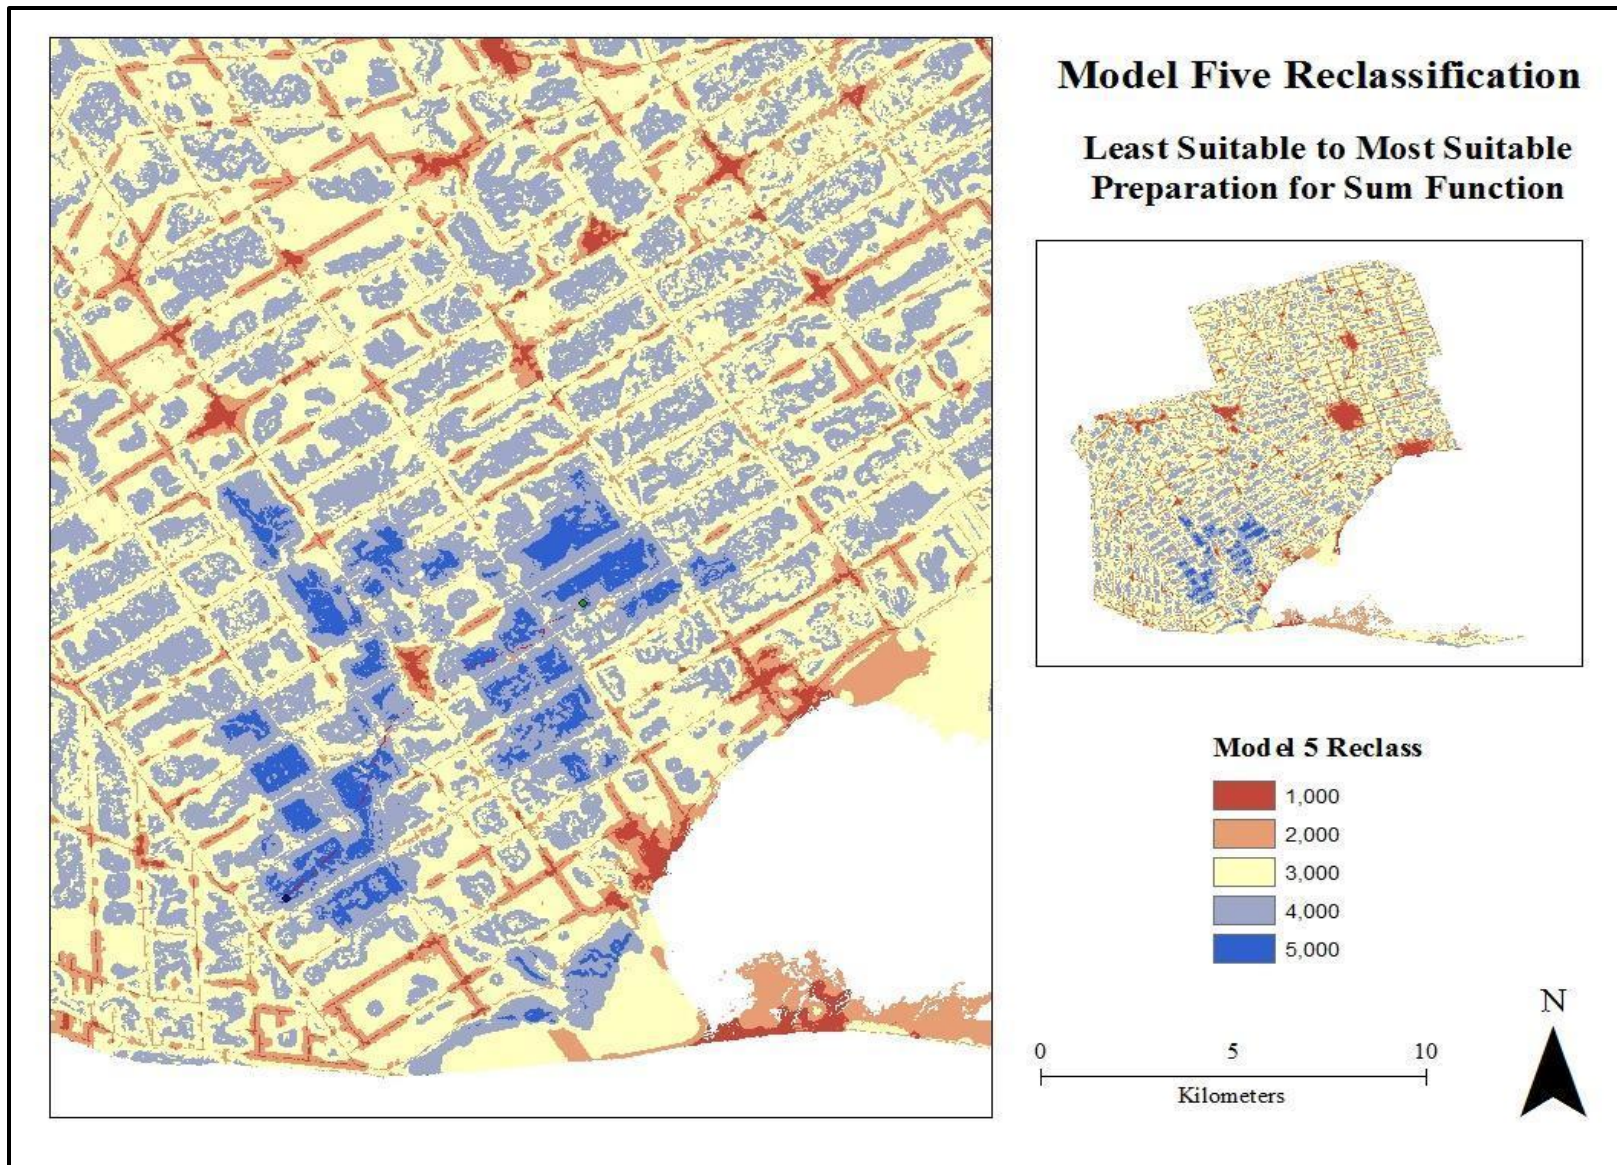 Model Five Reclassification
Least Suitable to Most Suitable
Preparation for Sum Function
Model 5 Reclass
1,000
2,000
3,000
4,000
5,000
N
0 5 10
Kilometers